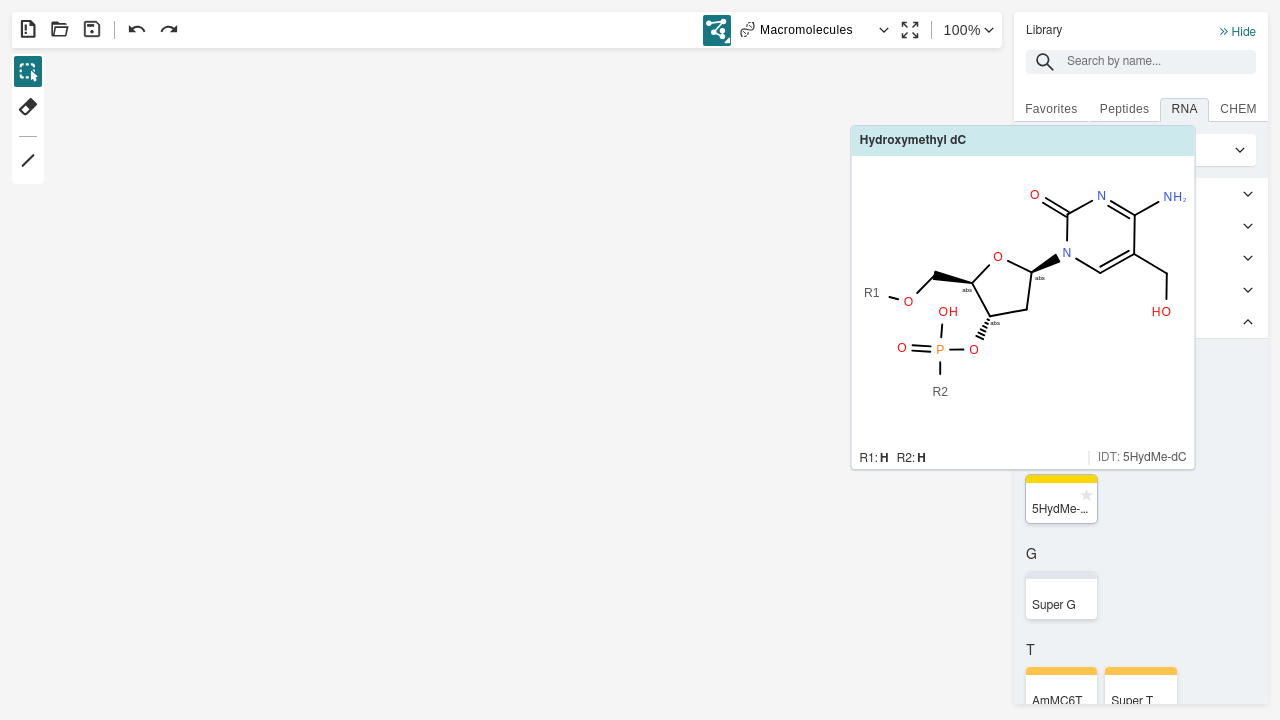 Macromolecules
100%
Library
Hide
Search by name...
Favorites Peptides RNA CHEM
Hydroxymethyl dC
O N NH₂
N
O
abs
abs
R1 O
OH
abs
HO
O P O
R2
R1: H R2: H IDT: 5HydMe-dC
5HydMe-...
G
Super G
T
AmMC6T Super T